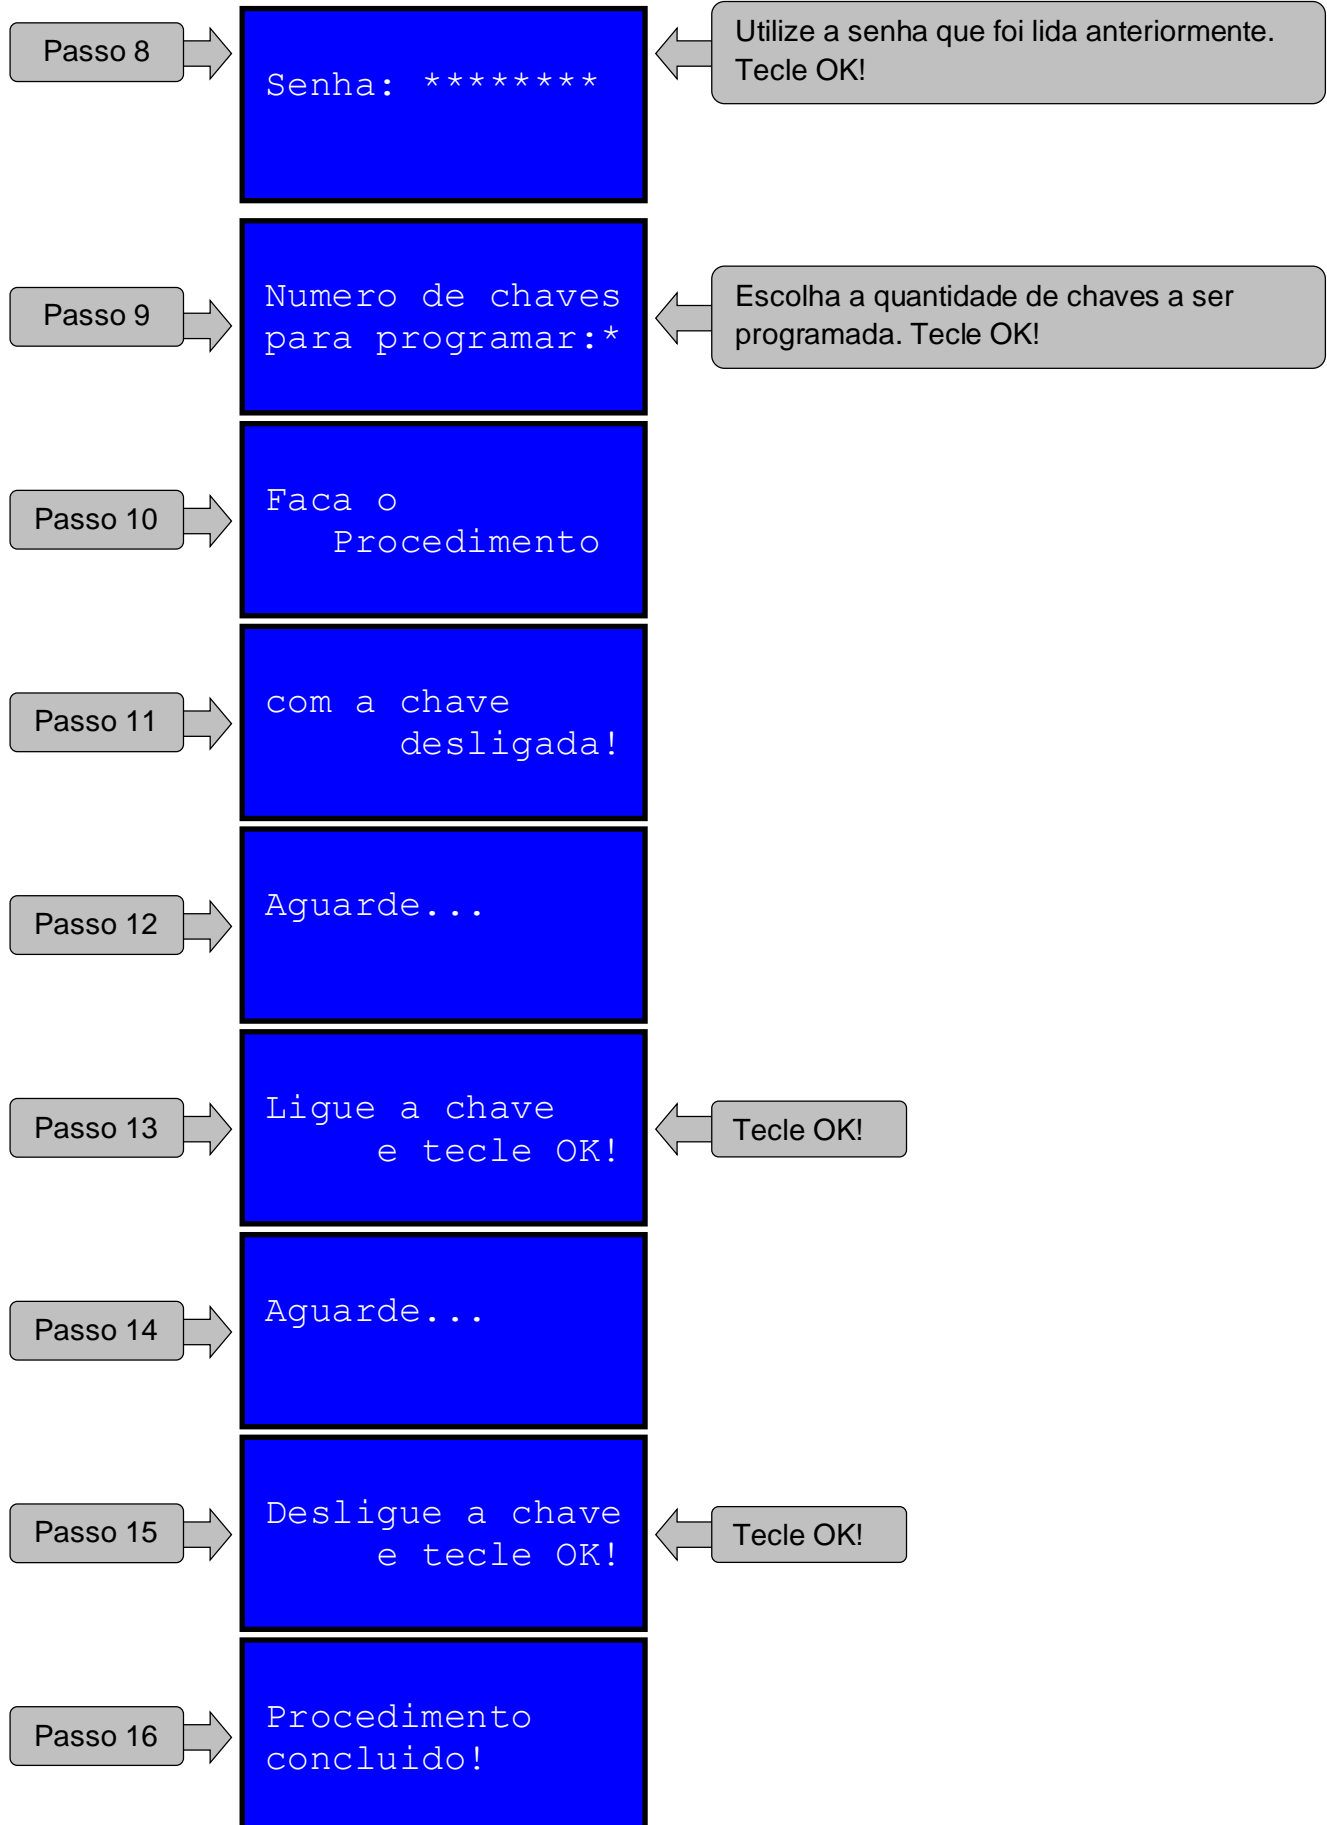 Passo 8
Senha: ********
Utilize a senha que foi lida anteriormente.
Tecle OK!
Passo 9
Numero de chaves
para programar:*
Escolha a quantidade de chaves a ser
programada. Tecle OK!
Passo 10
Faca o
Procedimento
Passo 11
com a chave
desligada!
Passo 12
Aguarde...
Passo 13
Ligue a chave
e tecle OK!
Tecle OK!
Passo 14
Aguarde...
Passo 15
Desligue a chave
e tecle OK!
Tecle OK!
Passo 16
Procedimento
concluido!